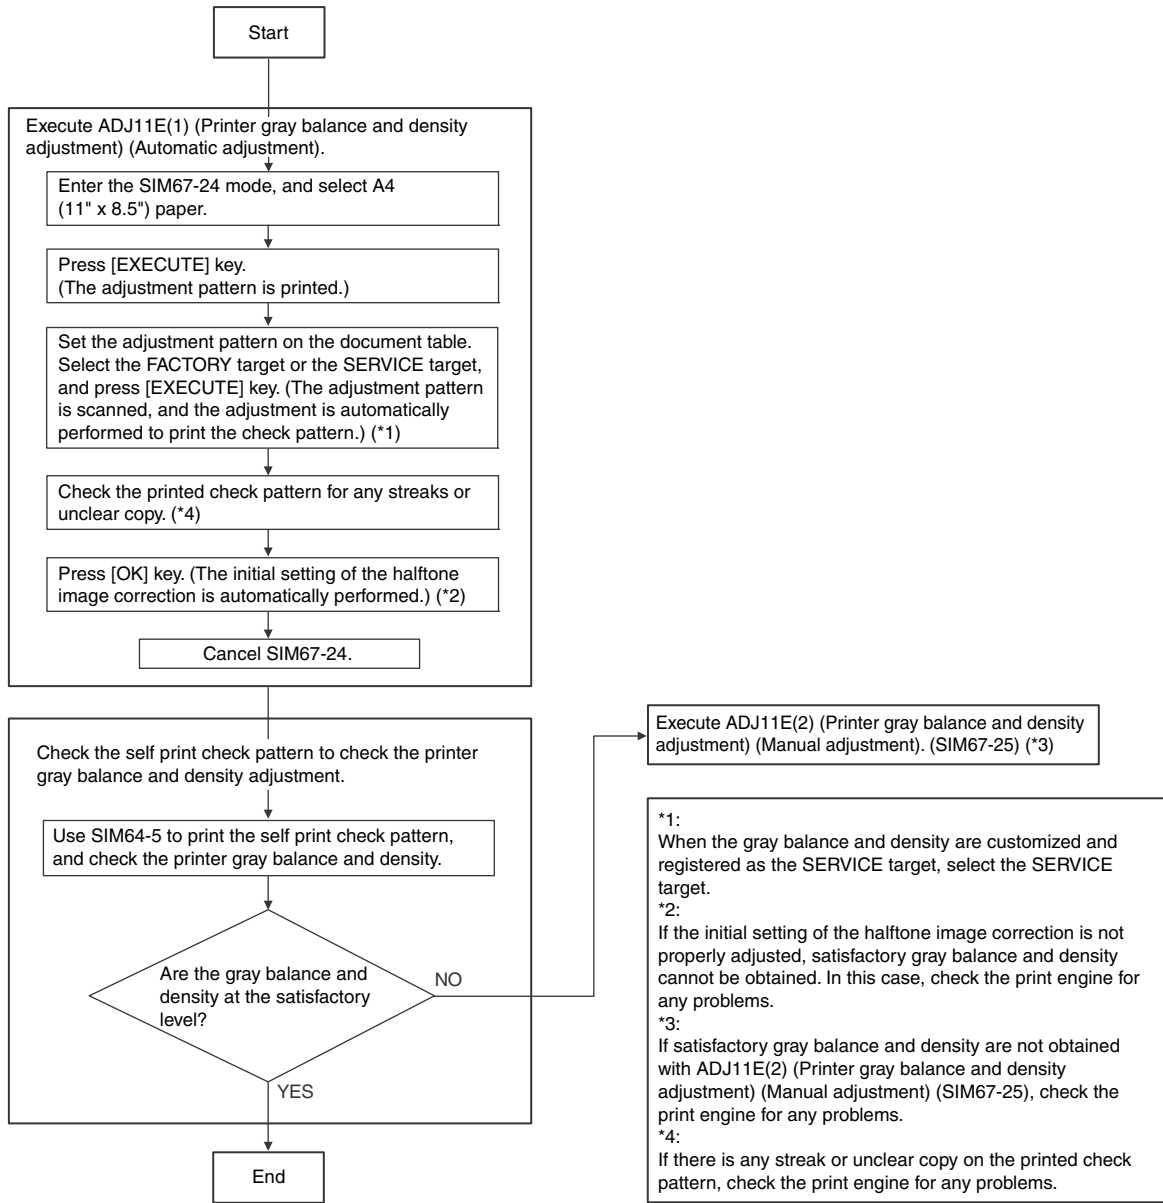 Start
Execute ADJ11E(1) (Printer gray balance and density
adjustment) (Automatic adjustment).
Enter the SIM67-24 mode, and select A4
(11" x 8.5") paper.
Press [EXECUTE] key.
(The adjustment pattern is printed.)
Set the adjustment pattern on the document table.
Select the FACTORY target or the SERVICE target,
and press [EXECUTE] key. (The adjustment pattern
is scanned, and the adjustment is automatically
performed to print the check pattern.) (*1)
Check the printed check pattern for any streaks or
unclear copy. (*4)
Press [OK] key. (The initial setting of the halftone
image correction is automatically performed.) (*2)
Cancel SIM67-24.
Check the self print check pattern to check the printer
gray balance and density adjustment.
Use SIM64-5 to print the self print check pattern,
and check the printer gray balance and density.
Are the gray balance and
density at the satisfactory
level?
NO
YES
End
Execute ADJ11E(2) (Printer gray balance and density
adjustment) (Manual adjustment). (SIM67-25) (*3)
*1:
When the gray balance and density are customized and
registered as the SERVICE target, select the SERVICE
target.
*2:
If the initial setting of the halftone image correction is not
properly adjusted, satisfactory gray balance and density
cannot be obtained. In this case, check the print engine for
any problems.
*3:
If satisfactory gray balance and density are not obtained
with ADJ11E(2) (Printer gray balance and density
adjustment) (Manual adjustment) (SIM67-25), check the
print engine for any problems.
*4:
If there is any streak or unclear copy on the printed check
pattern, check the print engine for any problems.